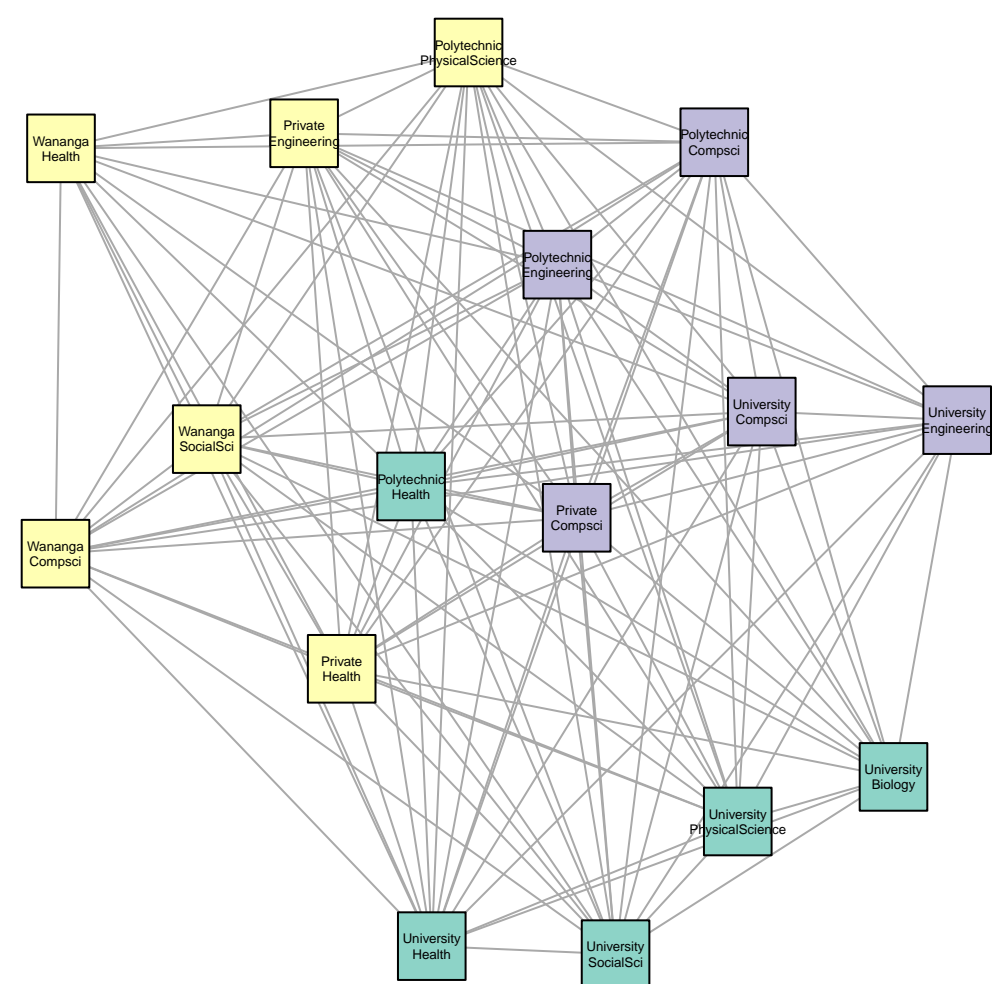 Polytechnic
PhysicalScience
Private
Engineering
Polytechnic
Compsci
Wananga
Health
Polytechnic
Engineering
University
Compsci
University
Engineering
Wananga
SocialSci
Polytechnic
Health
Private
Compsci
Wananga
Compsci
Private
Health
University
Biology
University
PhysicalScience
University
Health
University
SocialSci